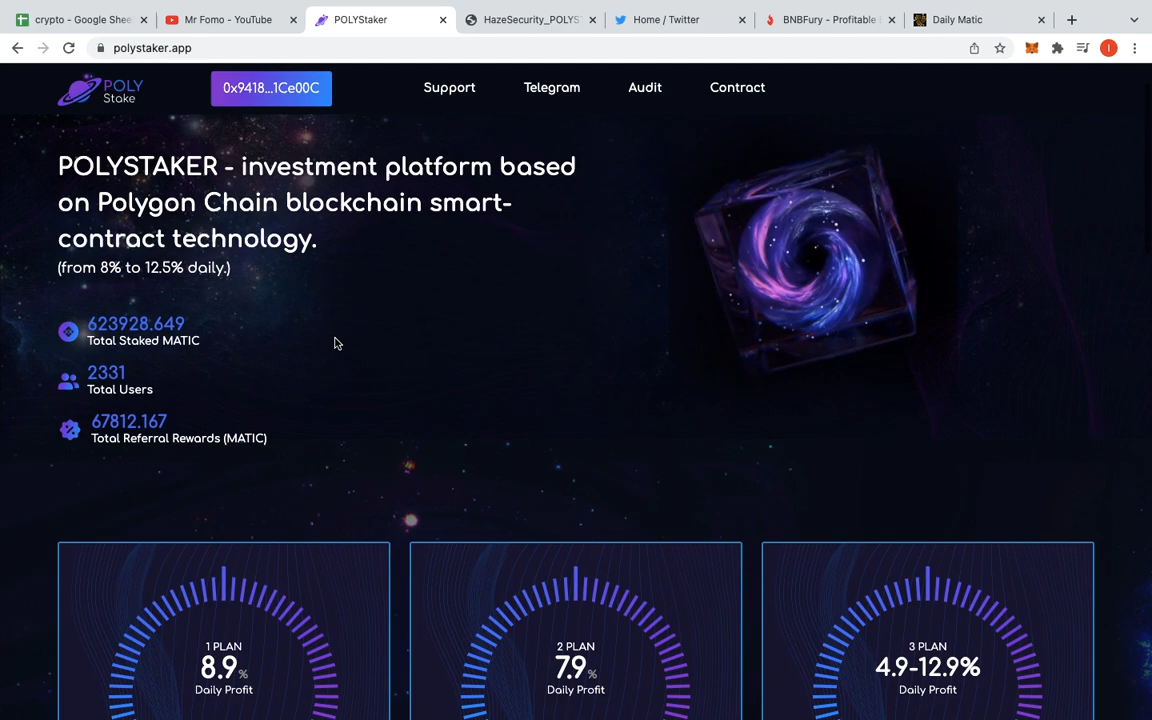 crypto - Google Shee
Mr Fomo - YouTube
POLYStaker
HazeSecurity_POLYS
Home / Twitter
BNBFury - Profitable
Daily Matic
polystaker.app
I
POLY
Stake
0x9418...1Ce00C
Support
Telegram
Audit
Contract
POLYSTAKER - investment platform based
on Polygon Chain blockchain smart-
contract technology.
(from 8% to 12.5% daily.)
623928.649
Total Staked MATIC
2331
Total Users
67812.167
Total Referral Rewards (MATIC)
1 PLAN
8.9%
Daily Profit
2 PLAN
7.9%
Daily Profit
3 PLAN
4.9-12.9%
Daily Profit